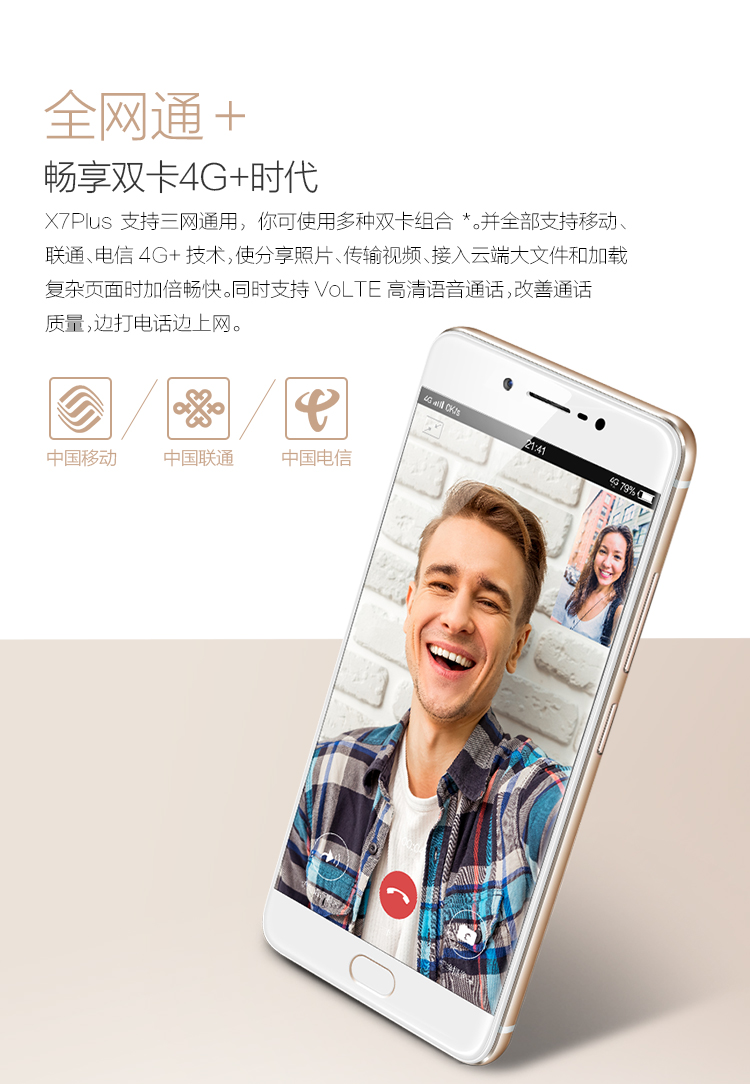 全网通+
畅享双卡4G+时代
X7Plus 支持三网通用，你可使用多种双卡组合 *。并全部支持移动、
联通、电信 4G+ 技术，使分享照片、传输视频、接入云端大文件和加载
复杂页面时加倍畅快。同时支持 VoLTE 高清语音通话，改善通话
质量，边打电话边上网。
中国移动
中国联通
中国电信
4G 0K/s
21:41
4G 79%